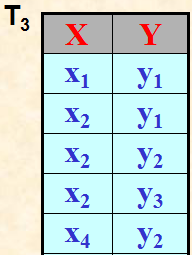 T₃
X Y
x₁ y₁
x₂ y₁
x₂ y₂
x₂ y₃
x₄ y₂